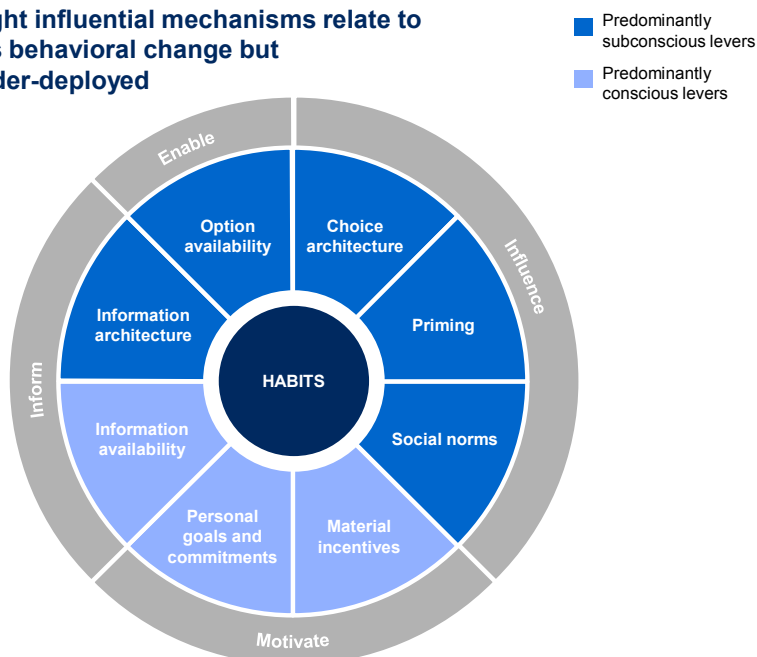 ght influential mechanisms relate to
s behavioral change but
der-deployed
Predominantly
subconscious levers
Predominantly
conscious levers
Enable
Influence
Inform
Motivate
Option
availability
Choice
architecture
Information
architecture
Priming
HABITS
Information
availability
Social norms
Personal
goals and
commitments
Material
incentives